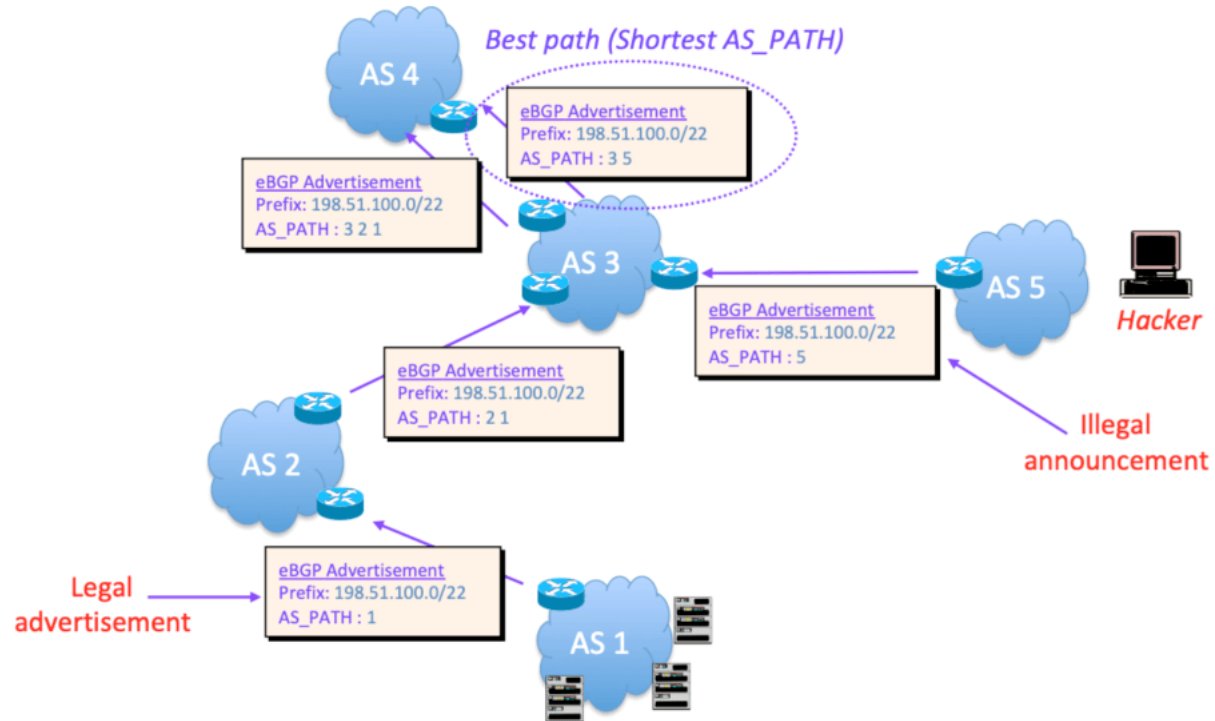 Best path (Shortest AS_PATH)
AS 4
eBGP Advertisement
Prefix: 198.51.100.0/22
AS_PATH : 3 5
eBGP Advertisement
Prefix: 198.51.100.0/22
AS_PATH : 3 2 1
AS 3
AS 5
Hacker
eBGP Advertisement
Prefix: 198.51.100.0/22
AS_PATH : 5
eBGP Advertisement
Prefix: 198.51.100.0/22
AS_PATH : 2 1
Illegal
announcement
AS 2
Legal
advertisement
eBGP Advertisement
Prefix: 198.51.100.0/22
AS_PATH : 1
AS 1